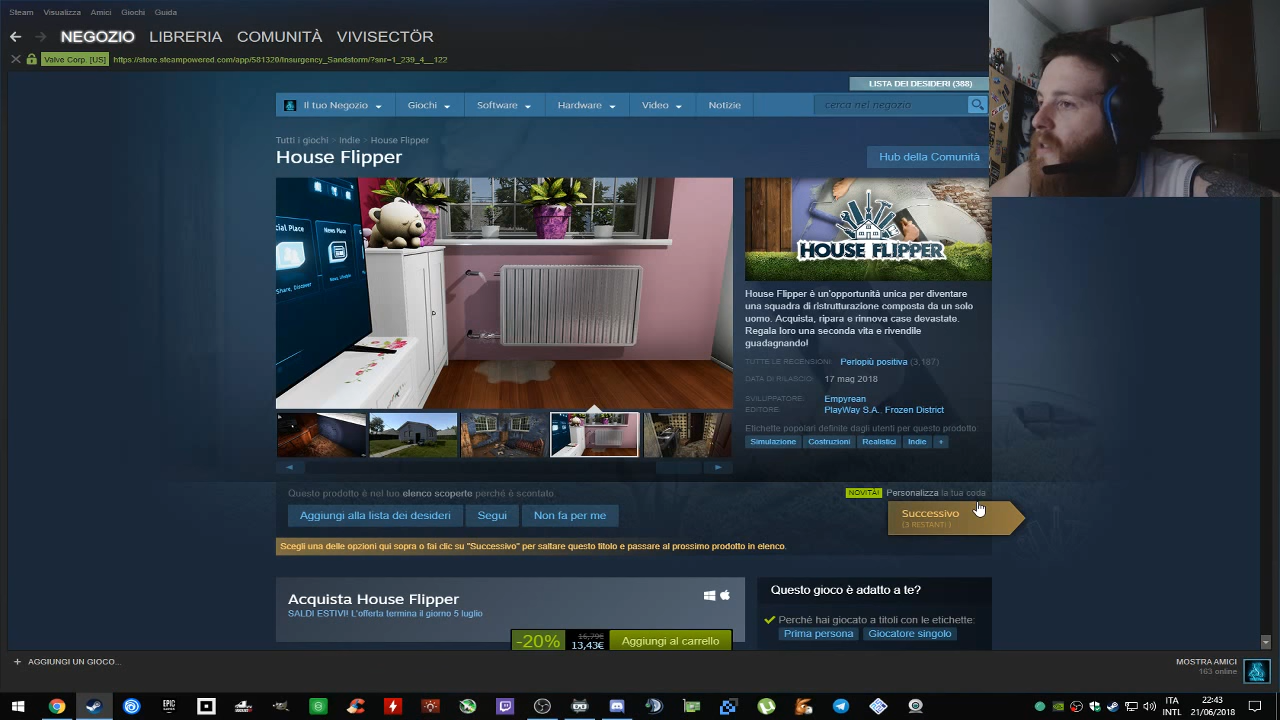 Steam Visualizza Amici Giochi Guida
NEGOZIO LIBRERIA COMUNITÀ VIVISECTÖR
Valve Corp. [US] https://store.steampowered.com/app/581320/Insurgency_Sandstorm/?snr=1_239_4__122
LISTA DEI DESIDERI (388)
Il tuo Negozio Giochi Software Hardware Video Notizie cerca nel negozio
Tutti i giochi > Indie > House Flipper
House Flipper
Hub della Comunità
News Place
HOUSE FLIPPER
House Flipper è un'opportunità unica per diventare
una squadra di ristrutturazione composta da un solo
uomo. Acquista, ripara e rinnova case devastate.
Regala loro una seconda vita e rivendile
guadagnando!
TUTTE LE RECENSIONI: Perlopiù positiva (3,187)
DATA DI RILASCIO: 17 mag 2018
SVILUPPATORE: Empyrean
EDITORE: PlayWay S.A., Frozen District
Etichette popolari definite dagli utenti per questo prodotto
Simulazione Costruzioni Realistici Indie +
Questo prodotto è nel tuo elenco scoperte perché è scontato.
NOVITÀ! Personalizza la tua coda
Aggiungi alla lista dei desideri Segui Non fa per me
Successivo
(3 RESTANTI )
Scegli una delle opzioni qui sopra o fai clic su "Successivo" per saltare questo titolo e passare al prossimo prodotto in elenco.
Acquista House Flipper
SALDI ESTIVI! L'offerta termina il giorno 5 luglio
-20% 16,79€ 13,43€ Aggiungi al carrello
Questo gioco è adatto a te?
Perché hai giocato a titoli con le etichette:
Prima persona Giocatore singolo
+ AGGIUNGI UN GIOCO...
MOSTRA AMICI
163 online
EPIC GAMES
ITA
INTL
22:43
21/06/2018